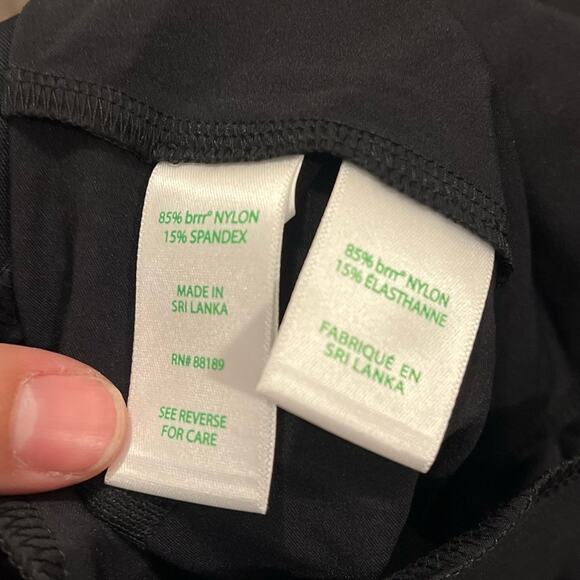 85% brrr° NYLON
15% SPANDEX
MADE IN
SRI LANKA
RN# 88189
SEE REVERSE
FOR CARE
85% brrr° NYLON
15% ÉLASTHANNE
FABRIQUÉ EN
SRI LANKA